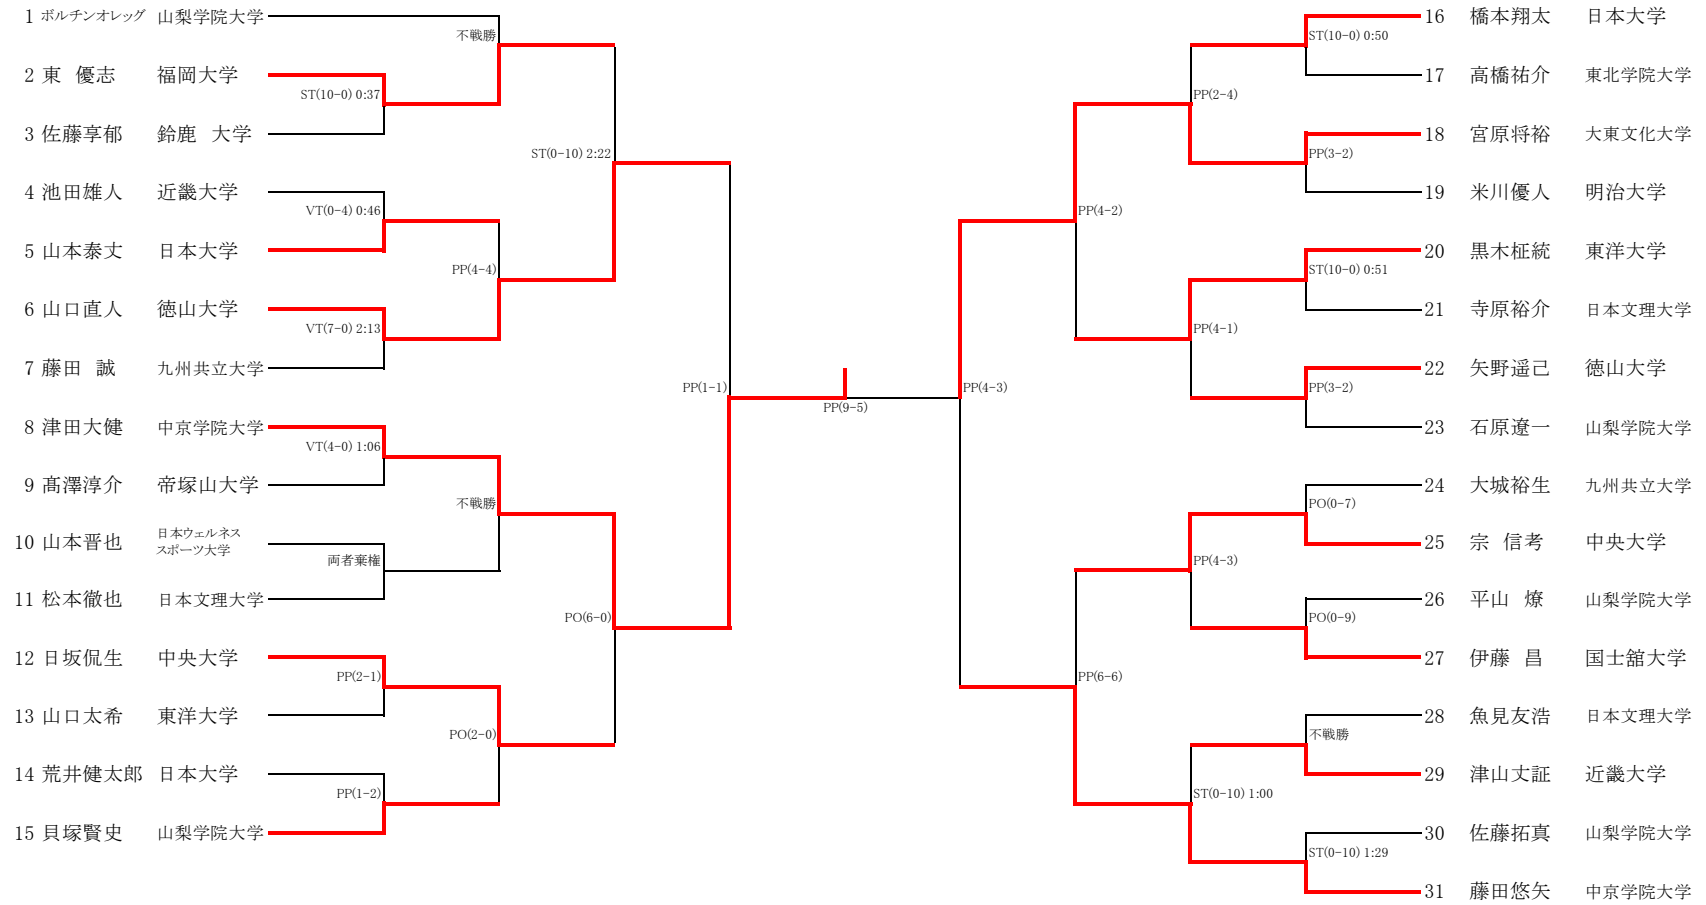 1 ボルチンオレッグ 山梨学院大学
不戦勝
2 東 優志 福岡大学
ST(10-0) 0:37
3 佐藤享郁 鈴鹿 大学
ST(0-10) 2:22
4 池田雄人 近畿大学
VT(0-4) 0:46
5 山本泰丈 日本大学
PP(4-4)
6 山口直人 徳山大学
VT(7-0) 2:13
7 藤田 誠 九州共立大学
PP(1-1)
8 津田大健 中京学院大学
VT(4-0) 1:06
9 髙澤淳介 帝塚山大学
不戦勝
10 山本晋也 日本ウェルネス
スポーツ大学
両者棄権
11 松本徹也 日本文理大学
PO(6-0)
12 日坂侃生 中央大学
PP(2-1)
13 山口太希 東洋大学
PO(2-0)
14 荒井健太郎 日本大学
PP(1-2)
15 貝塚賢史 山梨学院大学
PP(9-5)
16 橋本翔太 日本大学
ST(10-0) 0:50
17 高橋祐介 東北学院大学
PP(2-4)
18 宮原将裕 大東文化大学
PP(3-2)
19 米川優人 明治大学
PP(4-2)
20 黒木柾統 東洋大学
ST(10-0) 0:51
21 寺原裕介 日本文理大学
PP(4-1)
22 矢野遥己 徳山大学
PP(3-2)
PP(4-3)
23 石原遼一 山梨学院大学
24 大城裕生 九州共立大学
PO(0-7)
25 宗 信考 中央大学
PP(4-3)
26 平山 燎 山梨学院大学
PO(0-9)
27 伊藤 昌 国士舘大学
PP(6-6)
28 魚見友浩 日本文理大学
不戦勝
29 津山丈証 近畿大学
ST(0-10) 1:00
30 佐藤拓真 山梨学院大学
ST(0-10) 1:29
31 藤田悠矢 中京学院大学